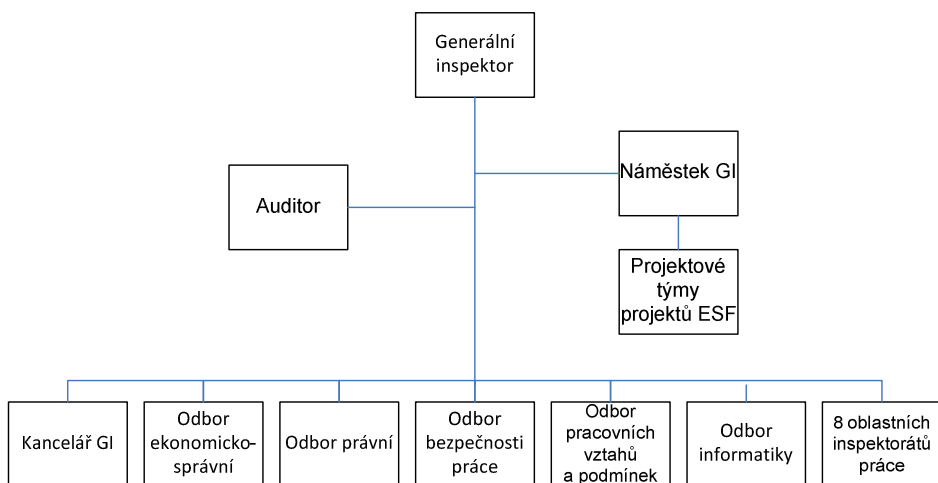 Generální
inspektor
Náměstek GI
Auditor
Projektové
týmy
projektů ESF
Kancelář GI
Odbor
ekonomicko-
správní
Odbor právní
Odbor
bezpečnosti
práce
Odbor
pracovních
vztahů
a podmínek
Odbor
informatiky
8 oblastních
inspektorátů
práce